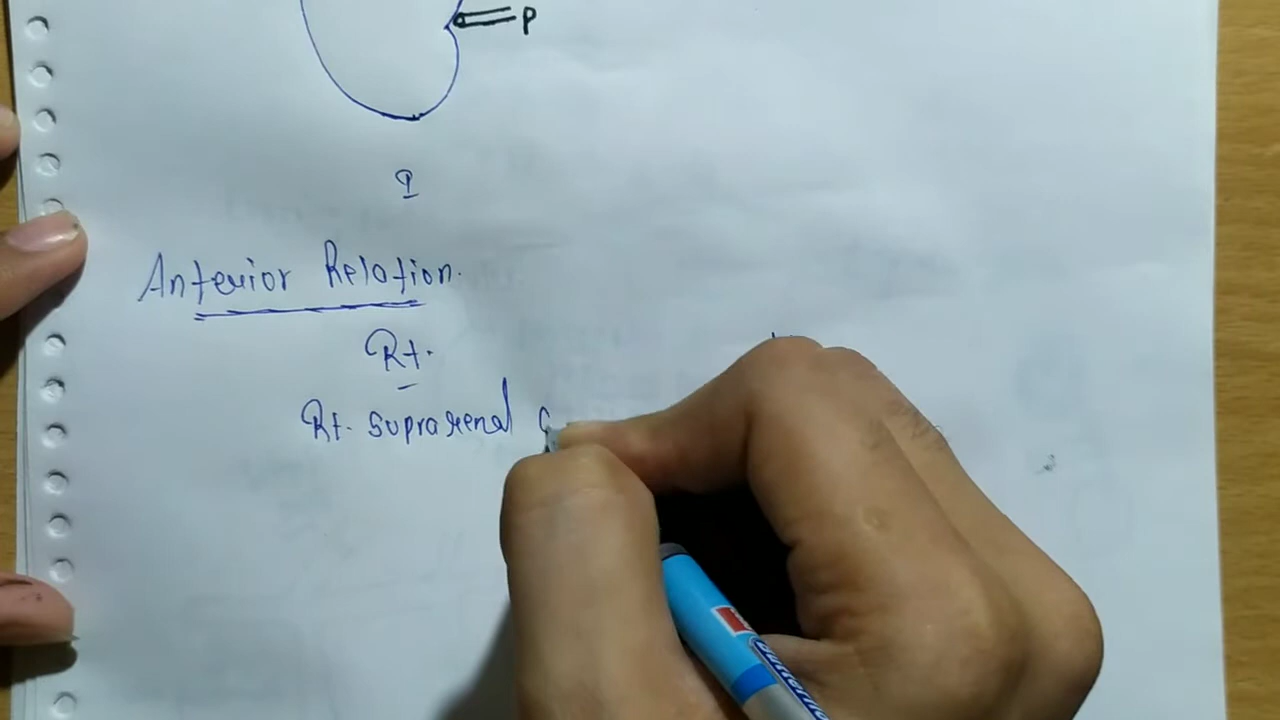 P
Anterior Relation.
Rt.
Rt. suprarenal G